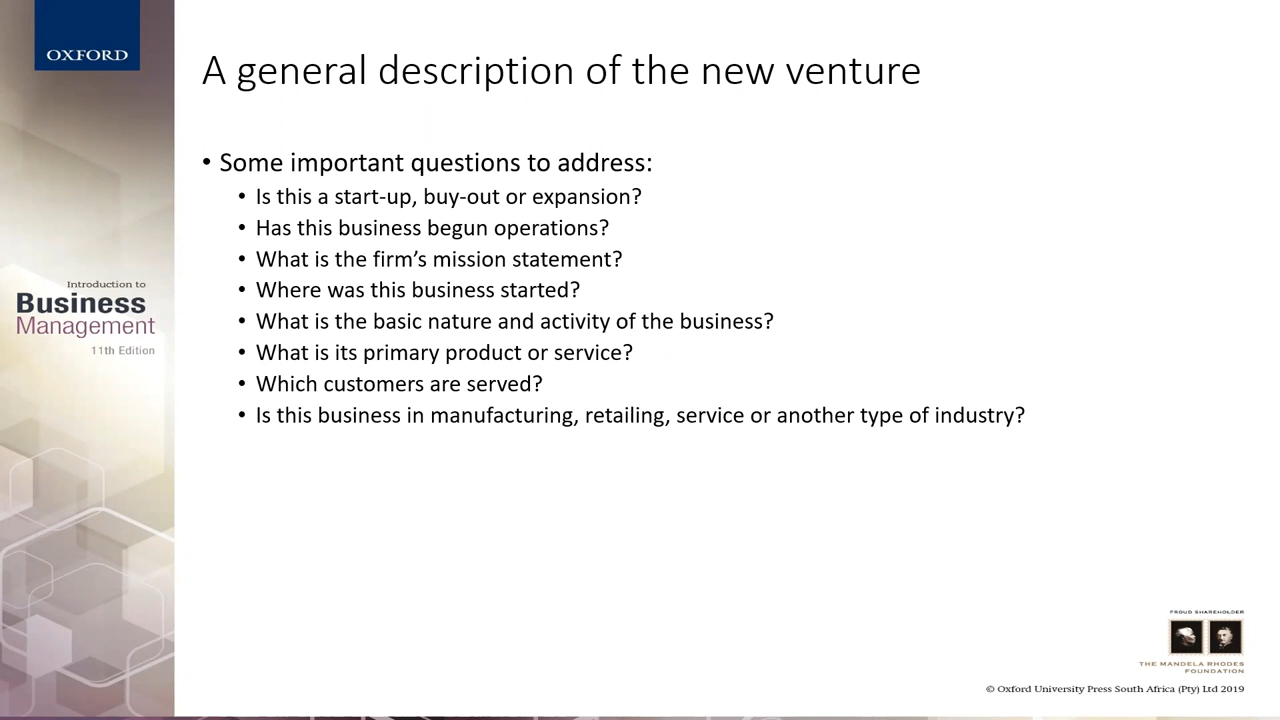 OXFORD
A general description of the new venture
• Some important questions to address:
• Is this a start-up, buy-out or expansion?
• Has this business begun operations?
• What is the firm’s mission statement?
• Where was this business started?
• What is the basic nature and activity of the business?
• What is its primary product or service?
• Which customers are served?
• Is this business in manufacturing, retailing, service or another type of industry?
Introduction to
Business
Management
11th Edition
PROUD SHAREHOLDER
THE MANDELA RHODES
FOUNDATION
© Oxford University Press South Africa (Pty) Ltd 2019